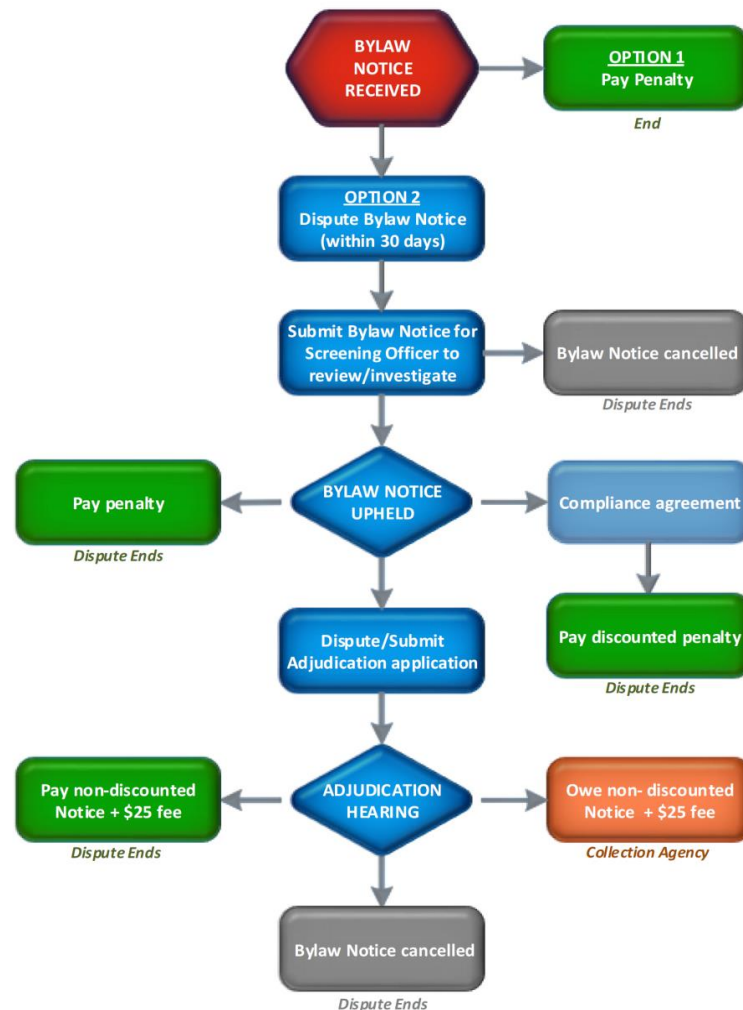 BYLAW
NOTICE
RECEIVED
OPTION 1
Pay Penalty
End
OPTION 2
Dispute Bylaw Notice
(within 30 days)
Submit Bylaw Notice for
Screening Officer to
review/investigate
Bylaw Notice cancelled
Dispute Ends
Pay penalty
Dispute Ends
BYLAW NOTICE
UPHELD
Compliance agreement
Dispute/Submit
Adjudication application
Pay discounted penalty
Dispute Ends
Pay non-discounted
Notice + $25 fee
Dispute Ends
ADJUDICATION
HEARING
Owe non- discounted
Notice + $25 fee
Collection Agency
Bylaw Notice cancelled
Dispute Ends